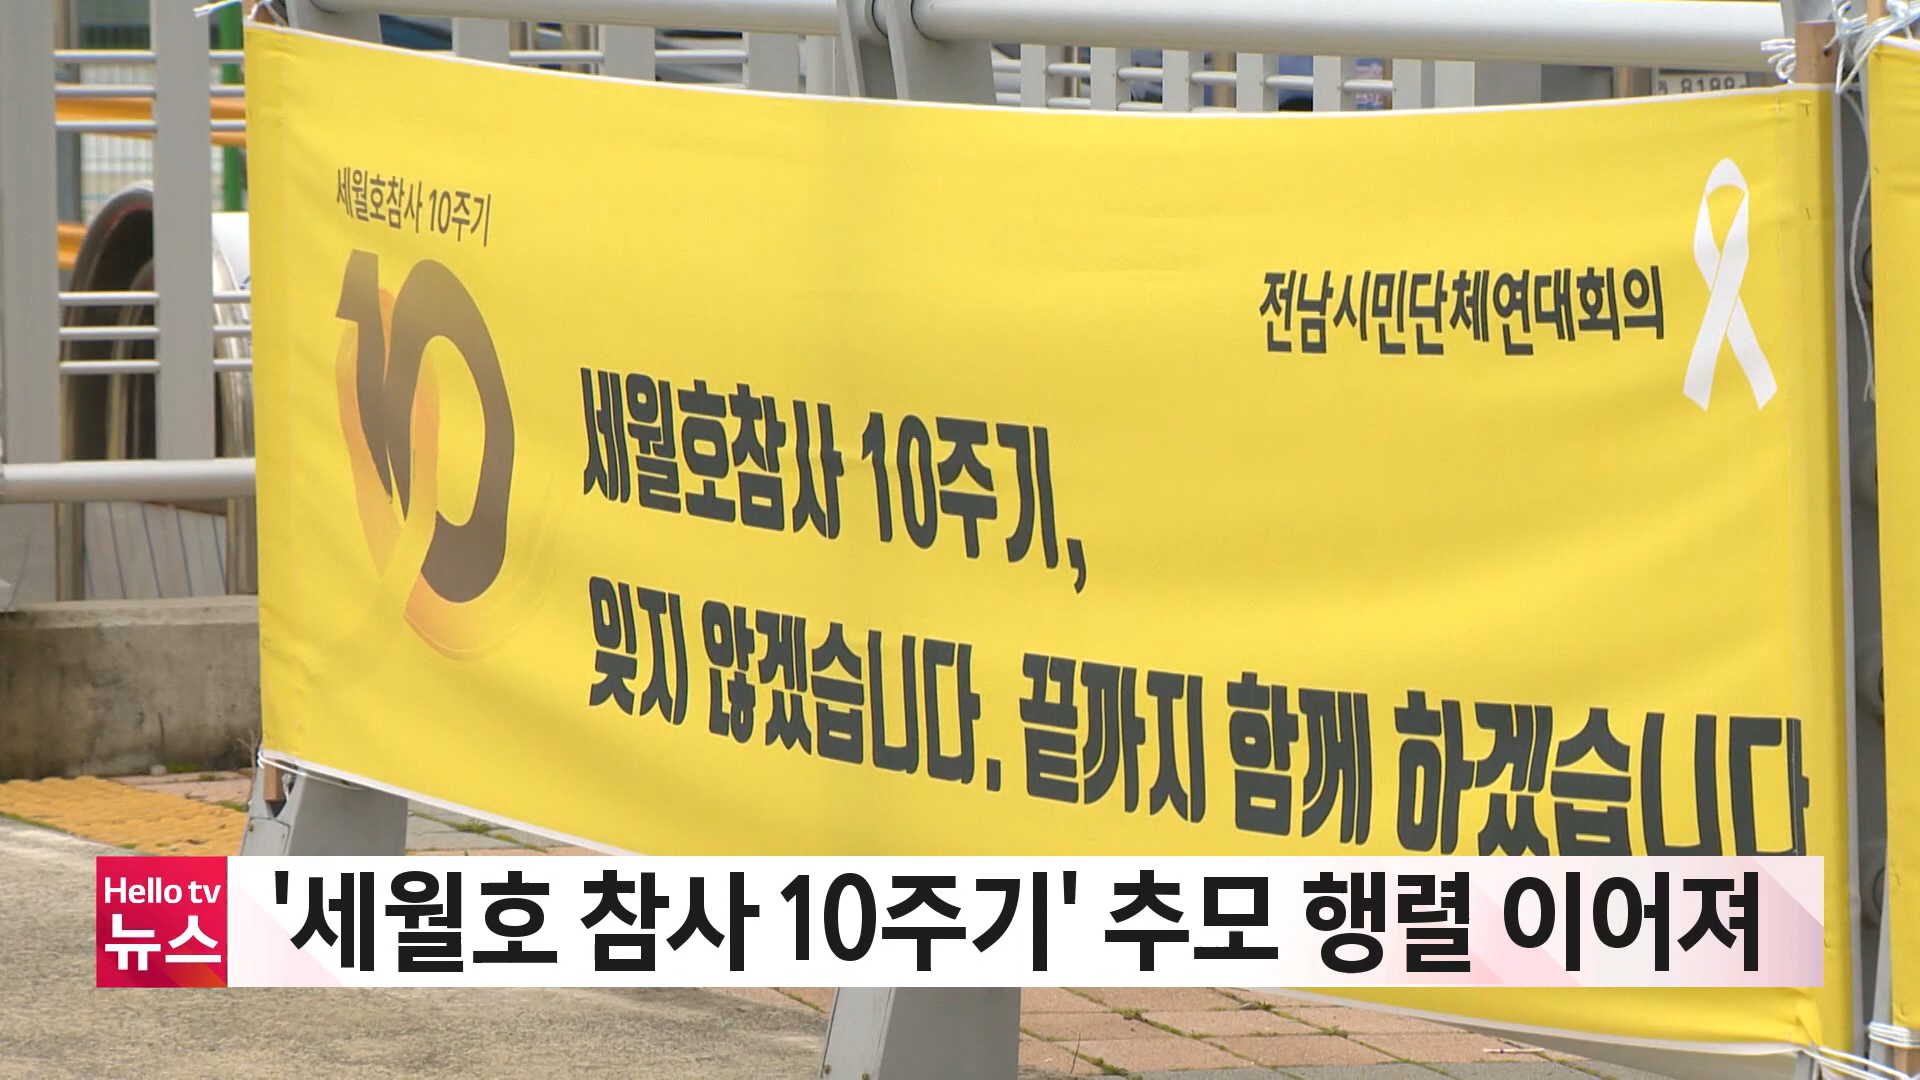 8188
세월호참사 10주기
10
전남시민단체연대회의
세월호참사 10주기,
잊지 않겠습니다. 끝까지 함께 하겠습니다
Hello tv
뉴스
'세월호 참사 10주기' 추모 행렬 이어져